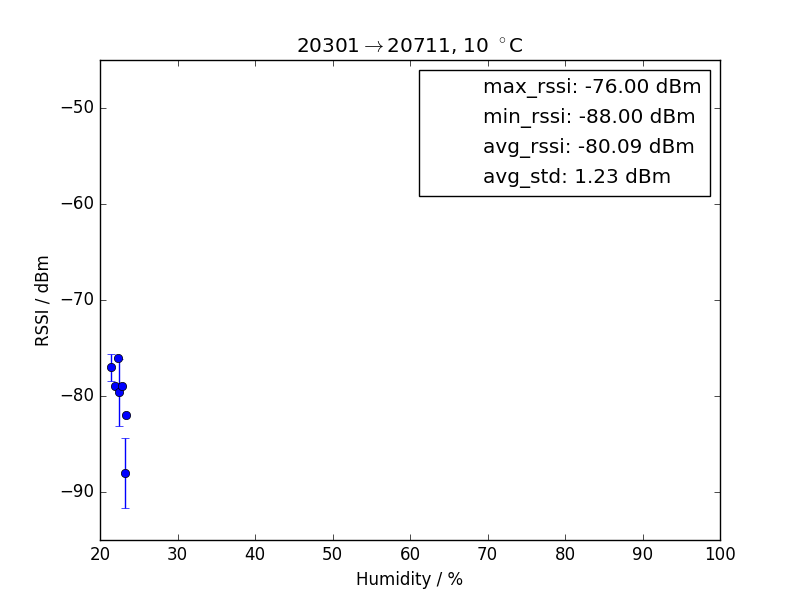 20301→20711, 10 °C
max_rssi: -76.00 dBm
min_rssi: -88.00 dBm
avg_rssi: -80.09 dBm
avg_std: 1.23 dBm
−50
−60
−70
−80
−90
RSSI / dBm
20 30 40 50 60 70 80 90 100
Humidity / %